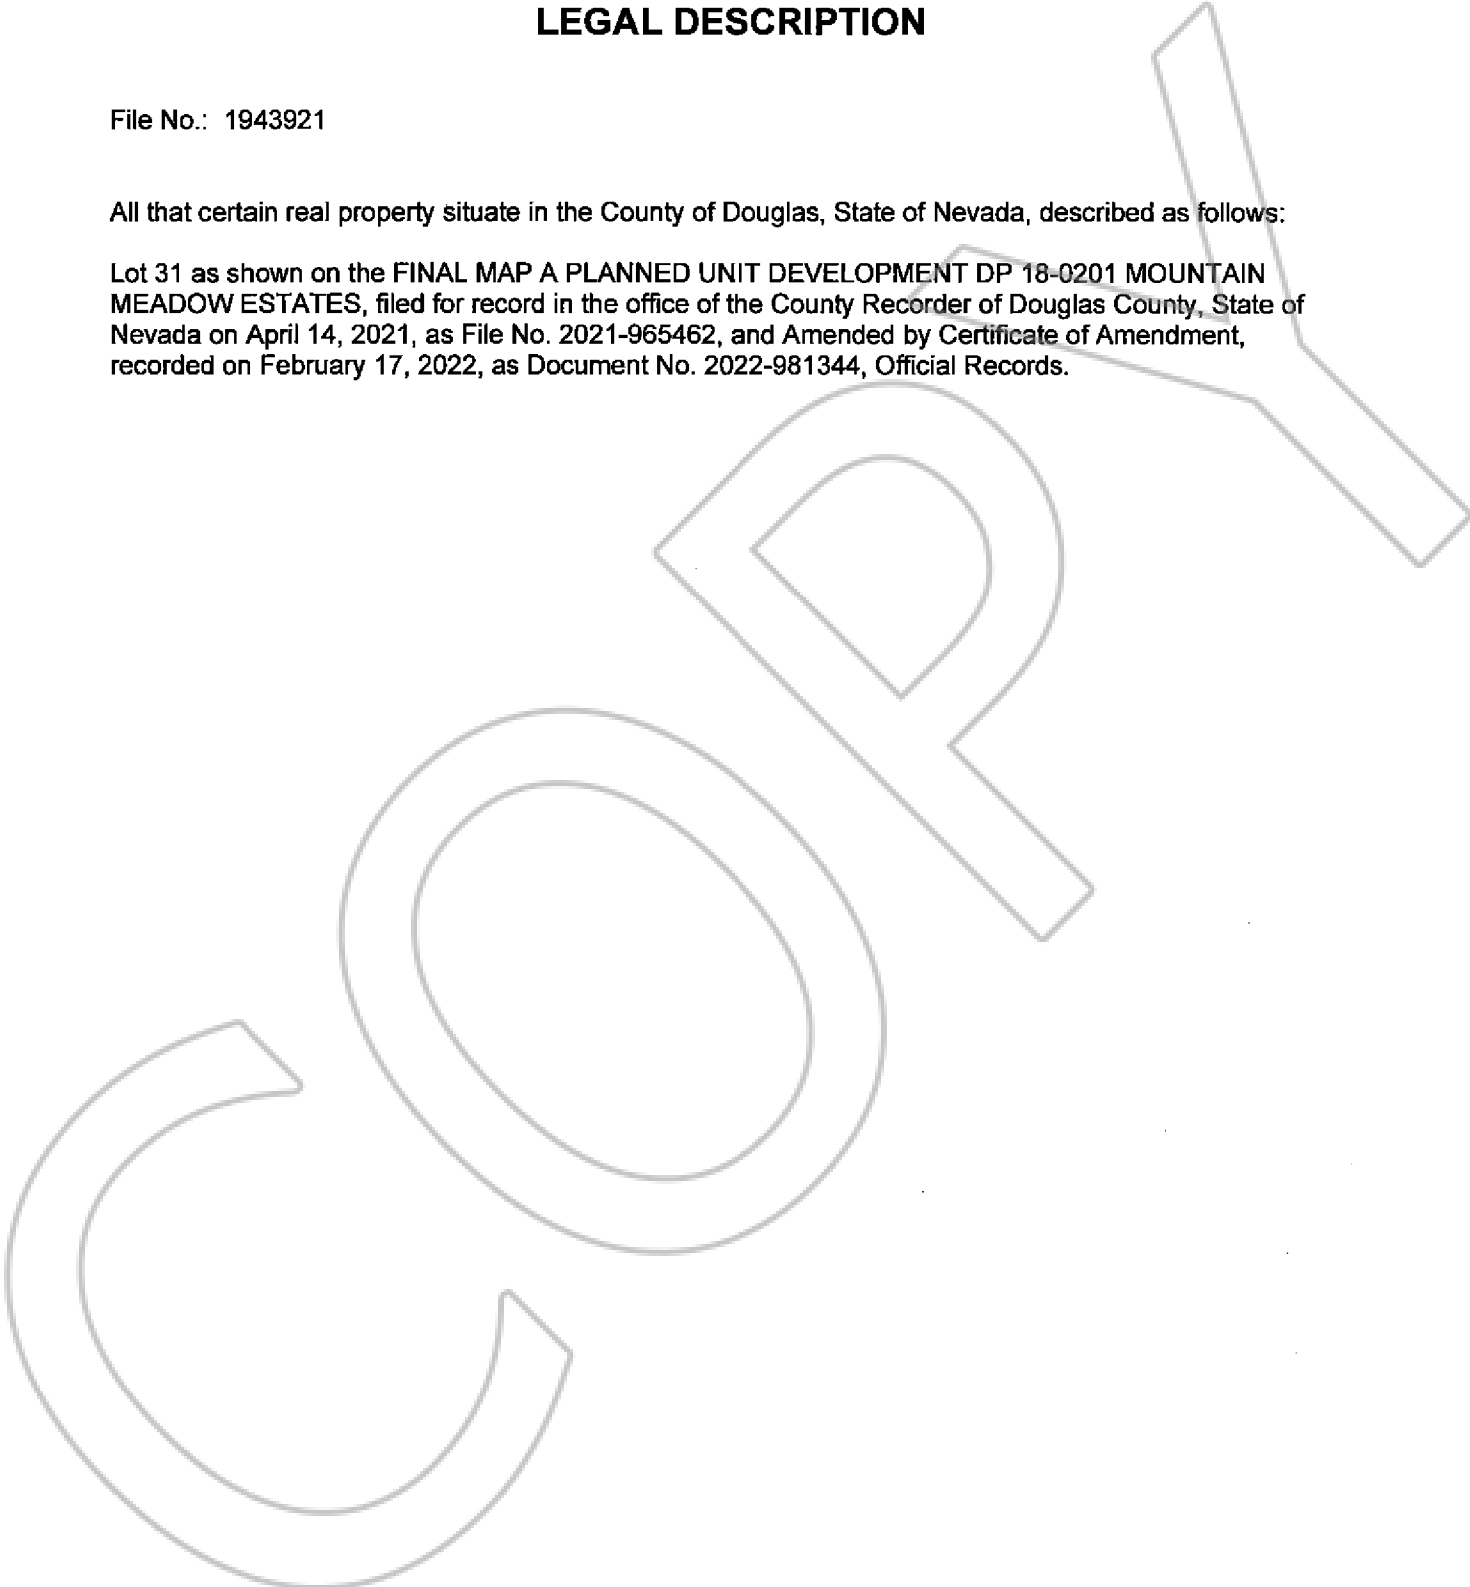 LEGAL DESCRIPTION
File No.: 1943921
All that certain real property situate in the County of Douglas, State of Nevada, described as follows:
Lot 31 as shown on the FINAL MAP A PLANNED UNIT DEVELOPMENT DP 18-0201 MOUNTAIN
MEADOW ESTATES, filed for record in the office of the County Recorder of Douglas County, State of
Nevada on April 14, 2021, as File No. 2021-965462, and Amended by Certificate of Amendment,
recorded on February 17, 2022, as Document No. 2022-981344, Official Records.
COPY